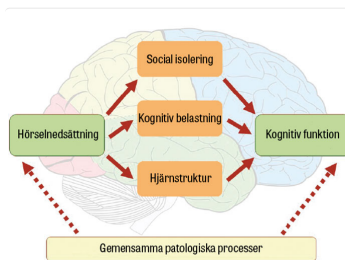 Social isolering
Hörselnedsättning
Kognitiv belastning
Kognitiv funktion
Hjärnstruktur
Gemensamma patologiska processer